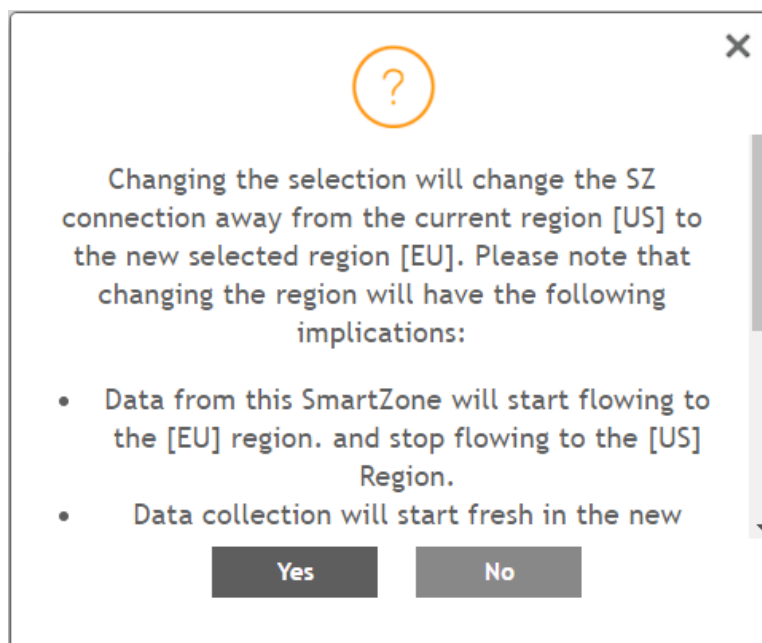 ?
Changing the selection will change the SZ
connection away from the current region [US] to
the new selected region [EU]. Please note that
changing the region will have the following
implications:
• Data from this SmartZone will start flowing to
the [EU] region. and stop flowing to the [US]
Region.
• Data collection will start fresh in the new
Yes No